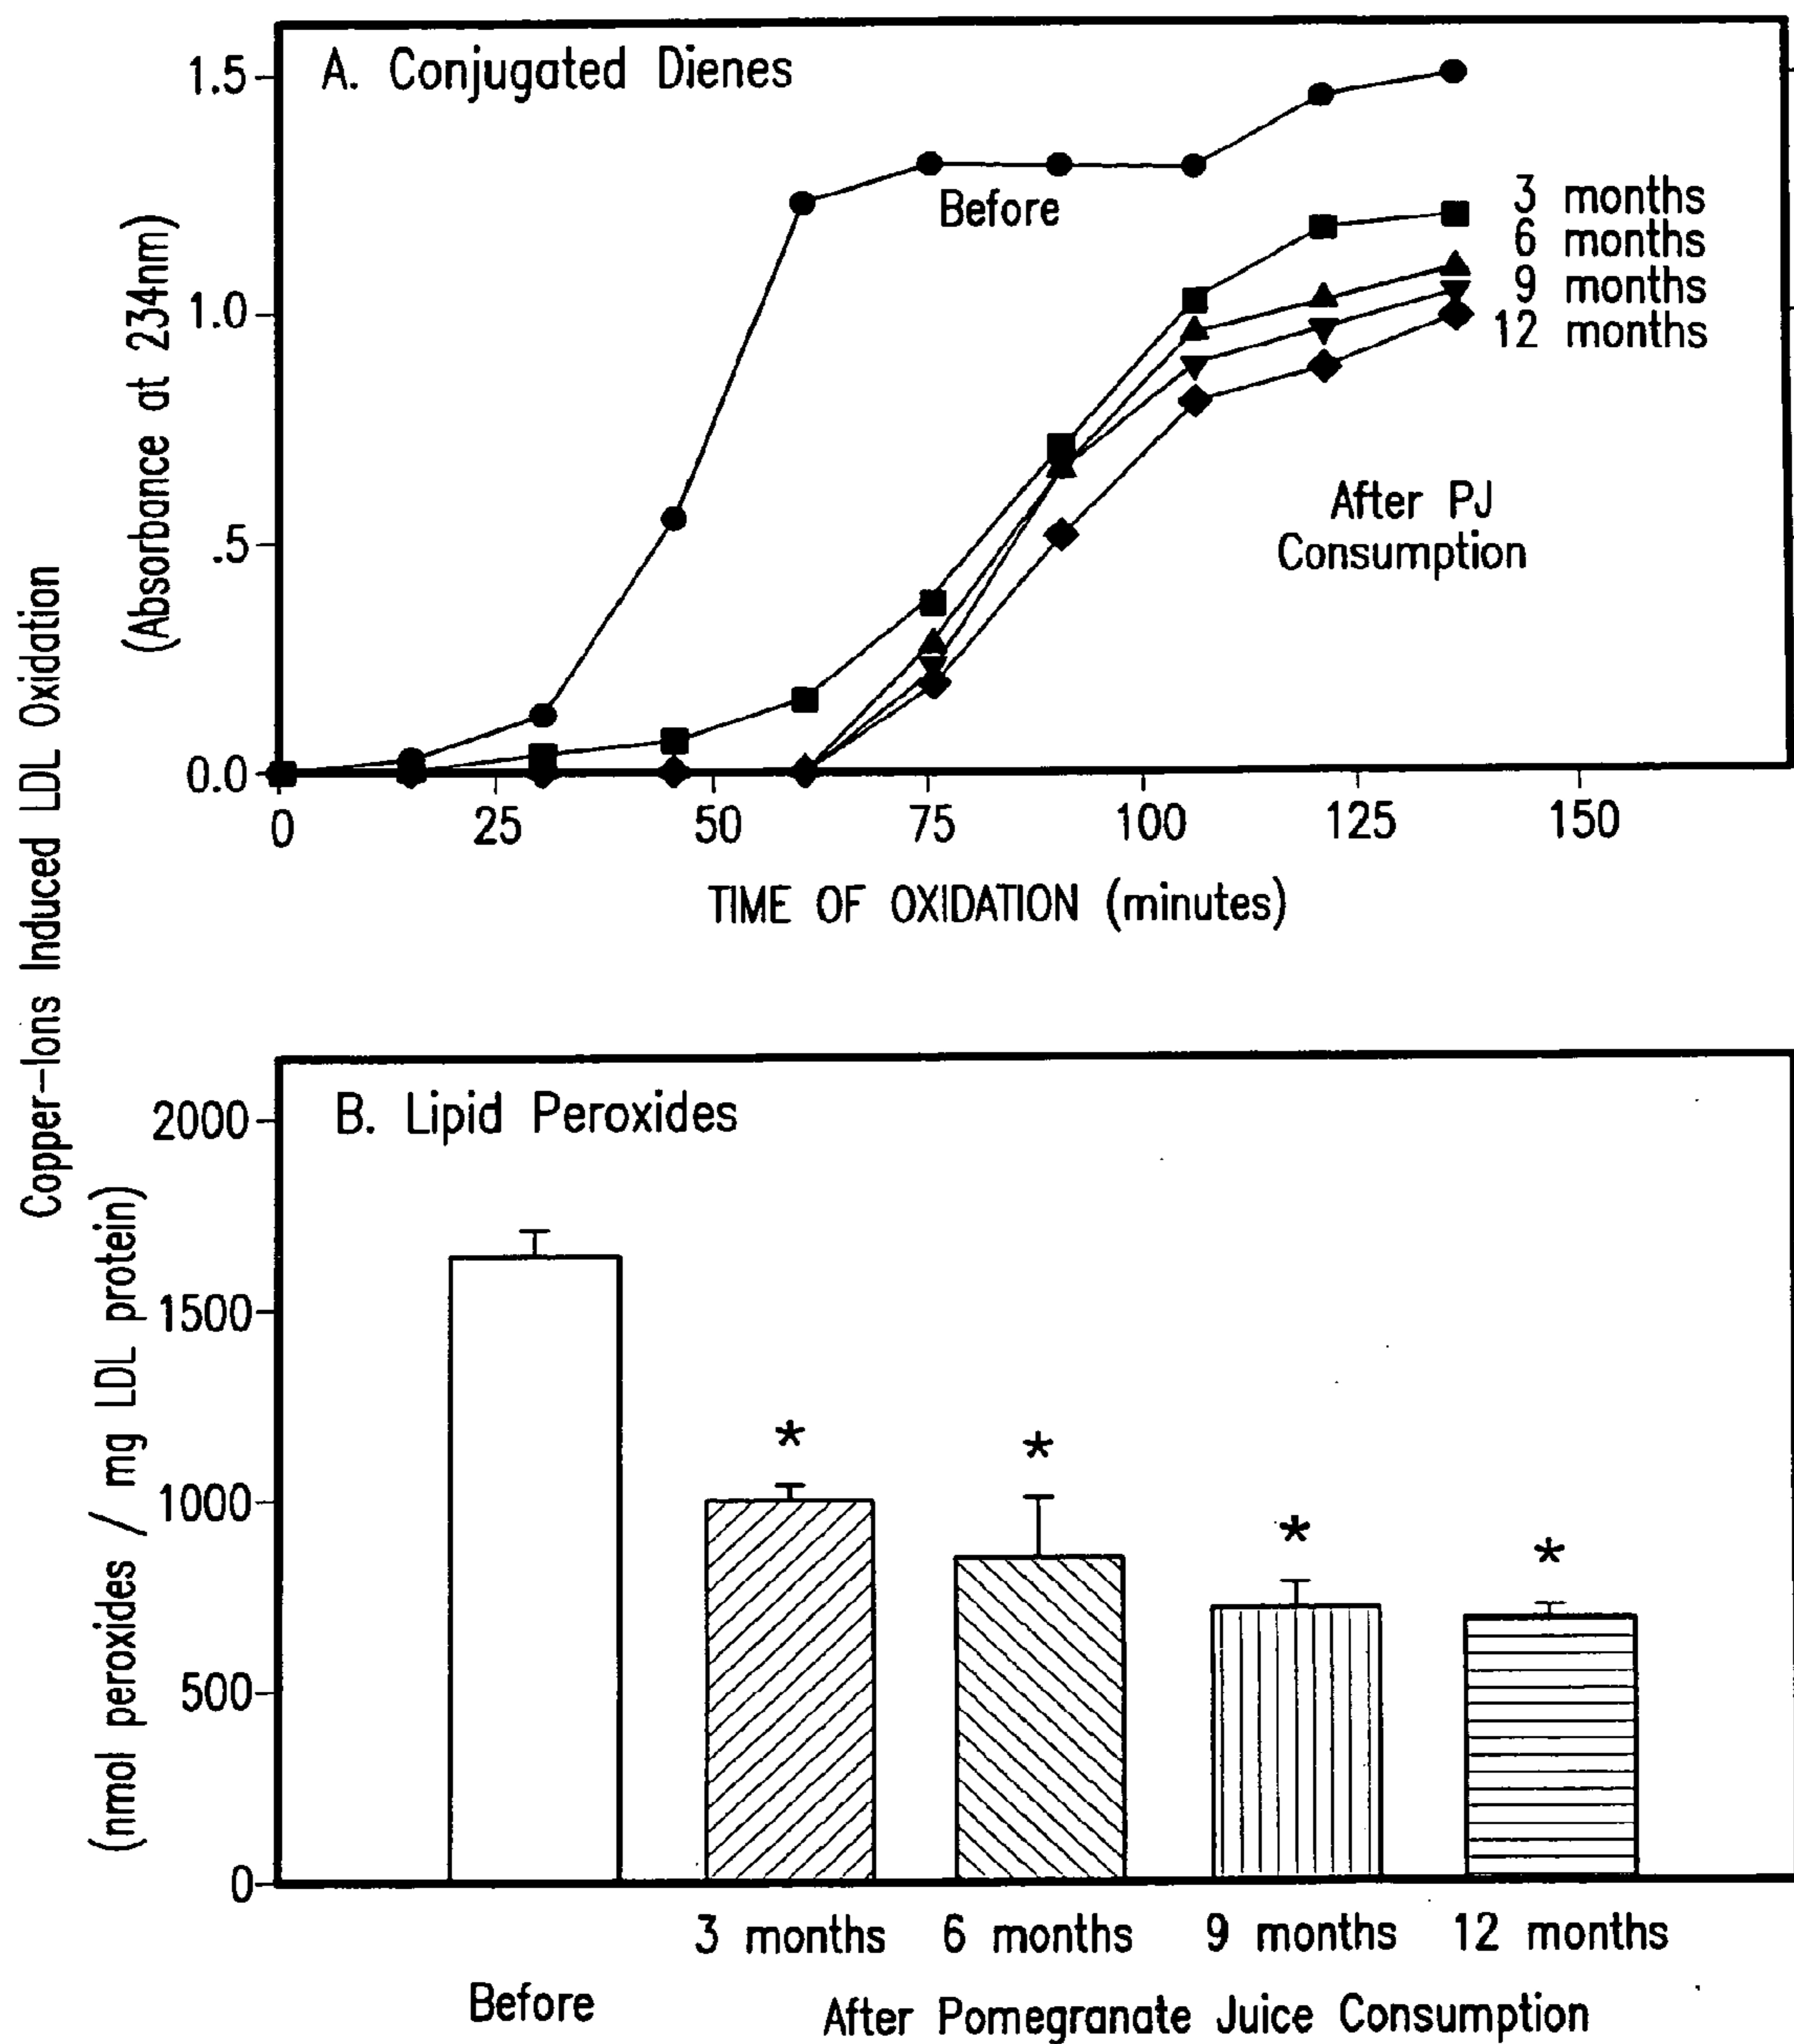 Copper-Ions Induced LDL Oxidation
(Absorbance at 234nm)
A. Conjugated Dienes
1.5
1.0
.5
0.0
Before
3 months
6 months
9 months
12 months
After PJ
Consumption
0 25 50 75 100 125 150
TIME OF OXIDATION (minutes)
(nmol peroxides / mg LDL protein)
B. Lipid Peroxides
2000
1500
1000
500
0
* * * *
3 months 6 months 9 months 12 months
Before After Pomegranate Juice Consumption